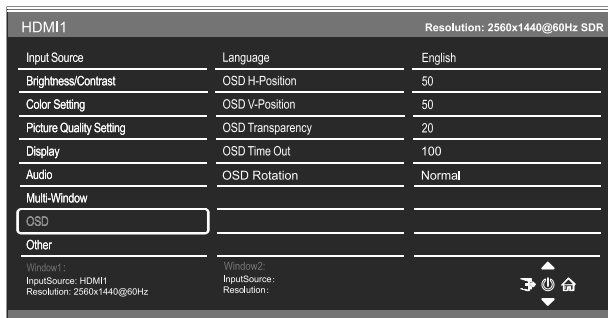 HDMI1 Resolution: 2560x1440@60Hz SDR
Input Source Language English
Brightness/Contrast OSD H-Position 50
Color Setting OSD V-Position 50
Picture Quality Setting OSD Transparency 20
Display OSD Time Out 100
Audio OSD Rotation Normal
Multi-Window
OSD
Other
Window1: Window2:
InputSource: HDMI1 InputSource:
Resolution: 2560x1440@60Hz Resolution: